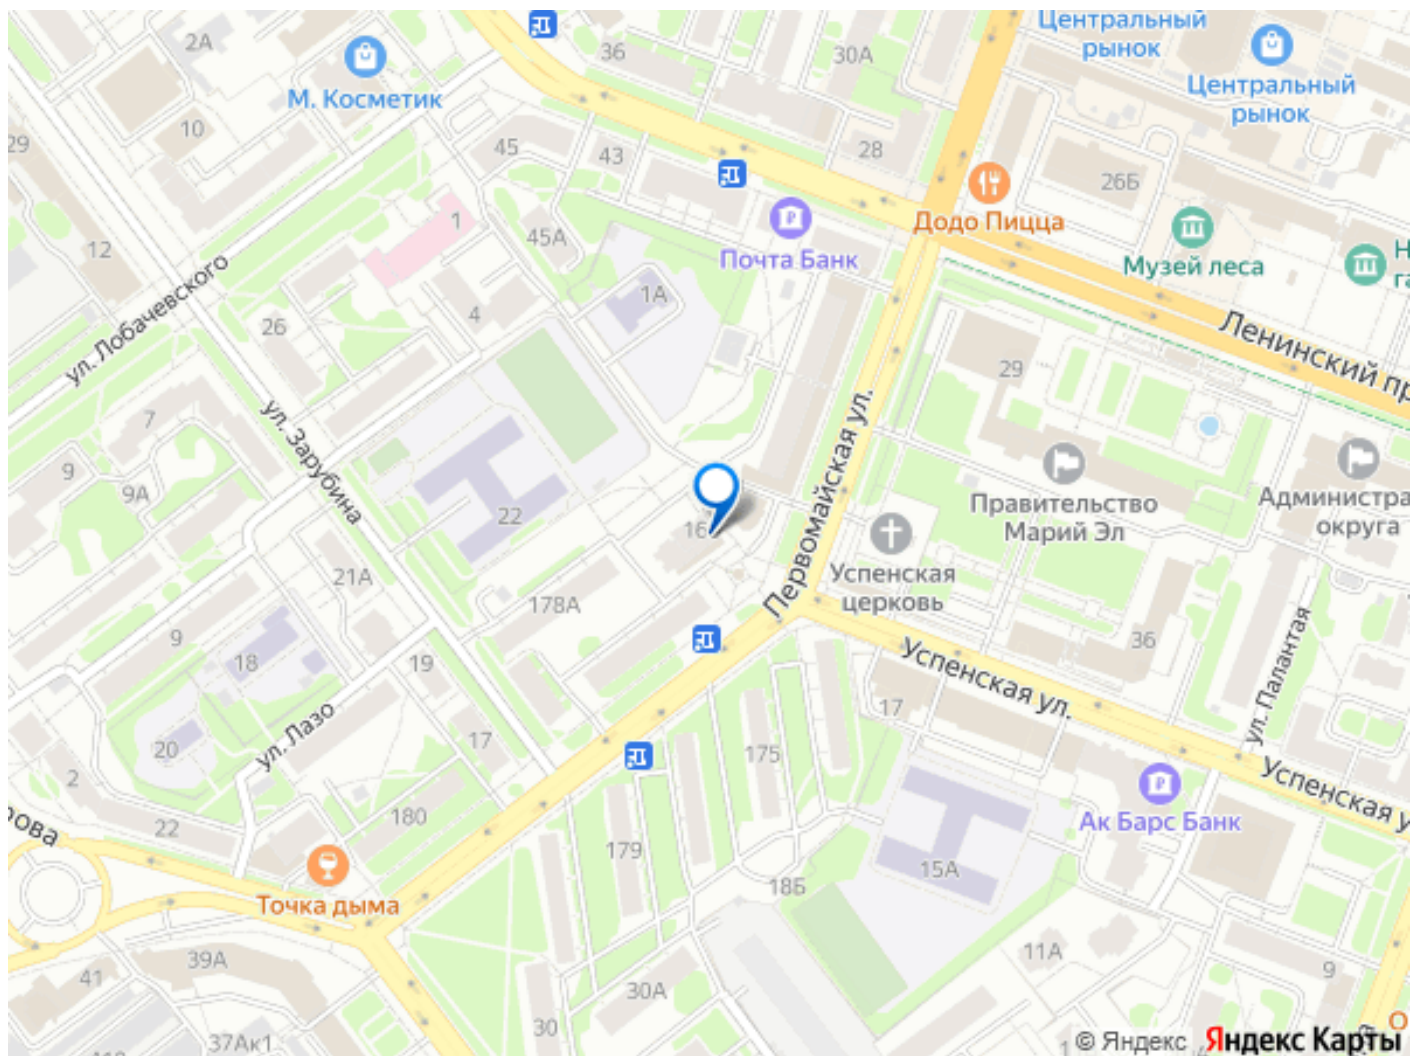 Центральный
рынок
2А
36
30А
М. Косметик
Центральный
рынок
29
10
45
43
28
26Б
Додо Пицца
1
12
45А
Почта Банк
Музей леса
Н
га
ул. Лобачевского
26
4
1А
Ленинский пр
29
7
ул. Зарубина
9
9А
22
16
Первомайская ул.
Правительство
Марий Эл
Администра
округа
Успенская
церковь
21А
178А
9
18
19
36
ул. Палантая
Успенская ул.
17
ул. Лазо
20
2
17
175
Успенская у
рова
22
180
Ак Барс Банк
179
15А
18Б
Точка дыма
39А
41
11А
9
30А
30
37Ак1
О
1
а
© Яндекс Яндекс Карты